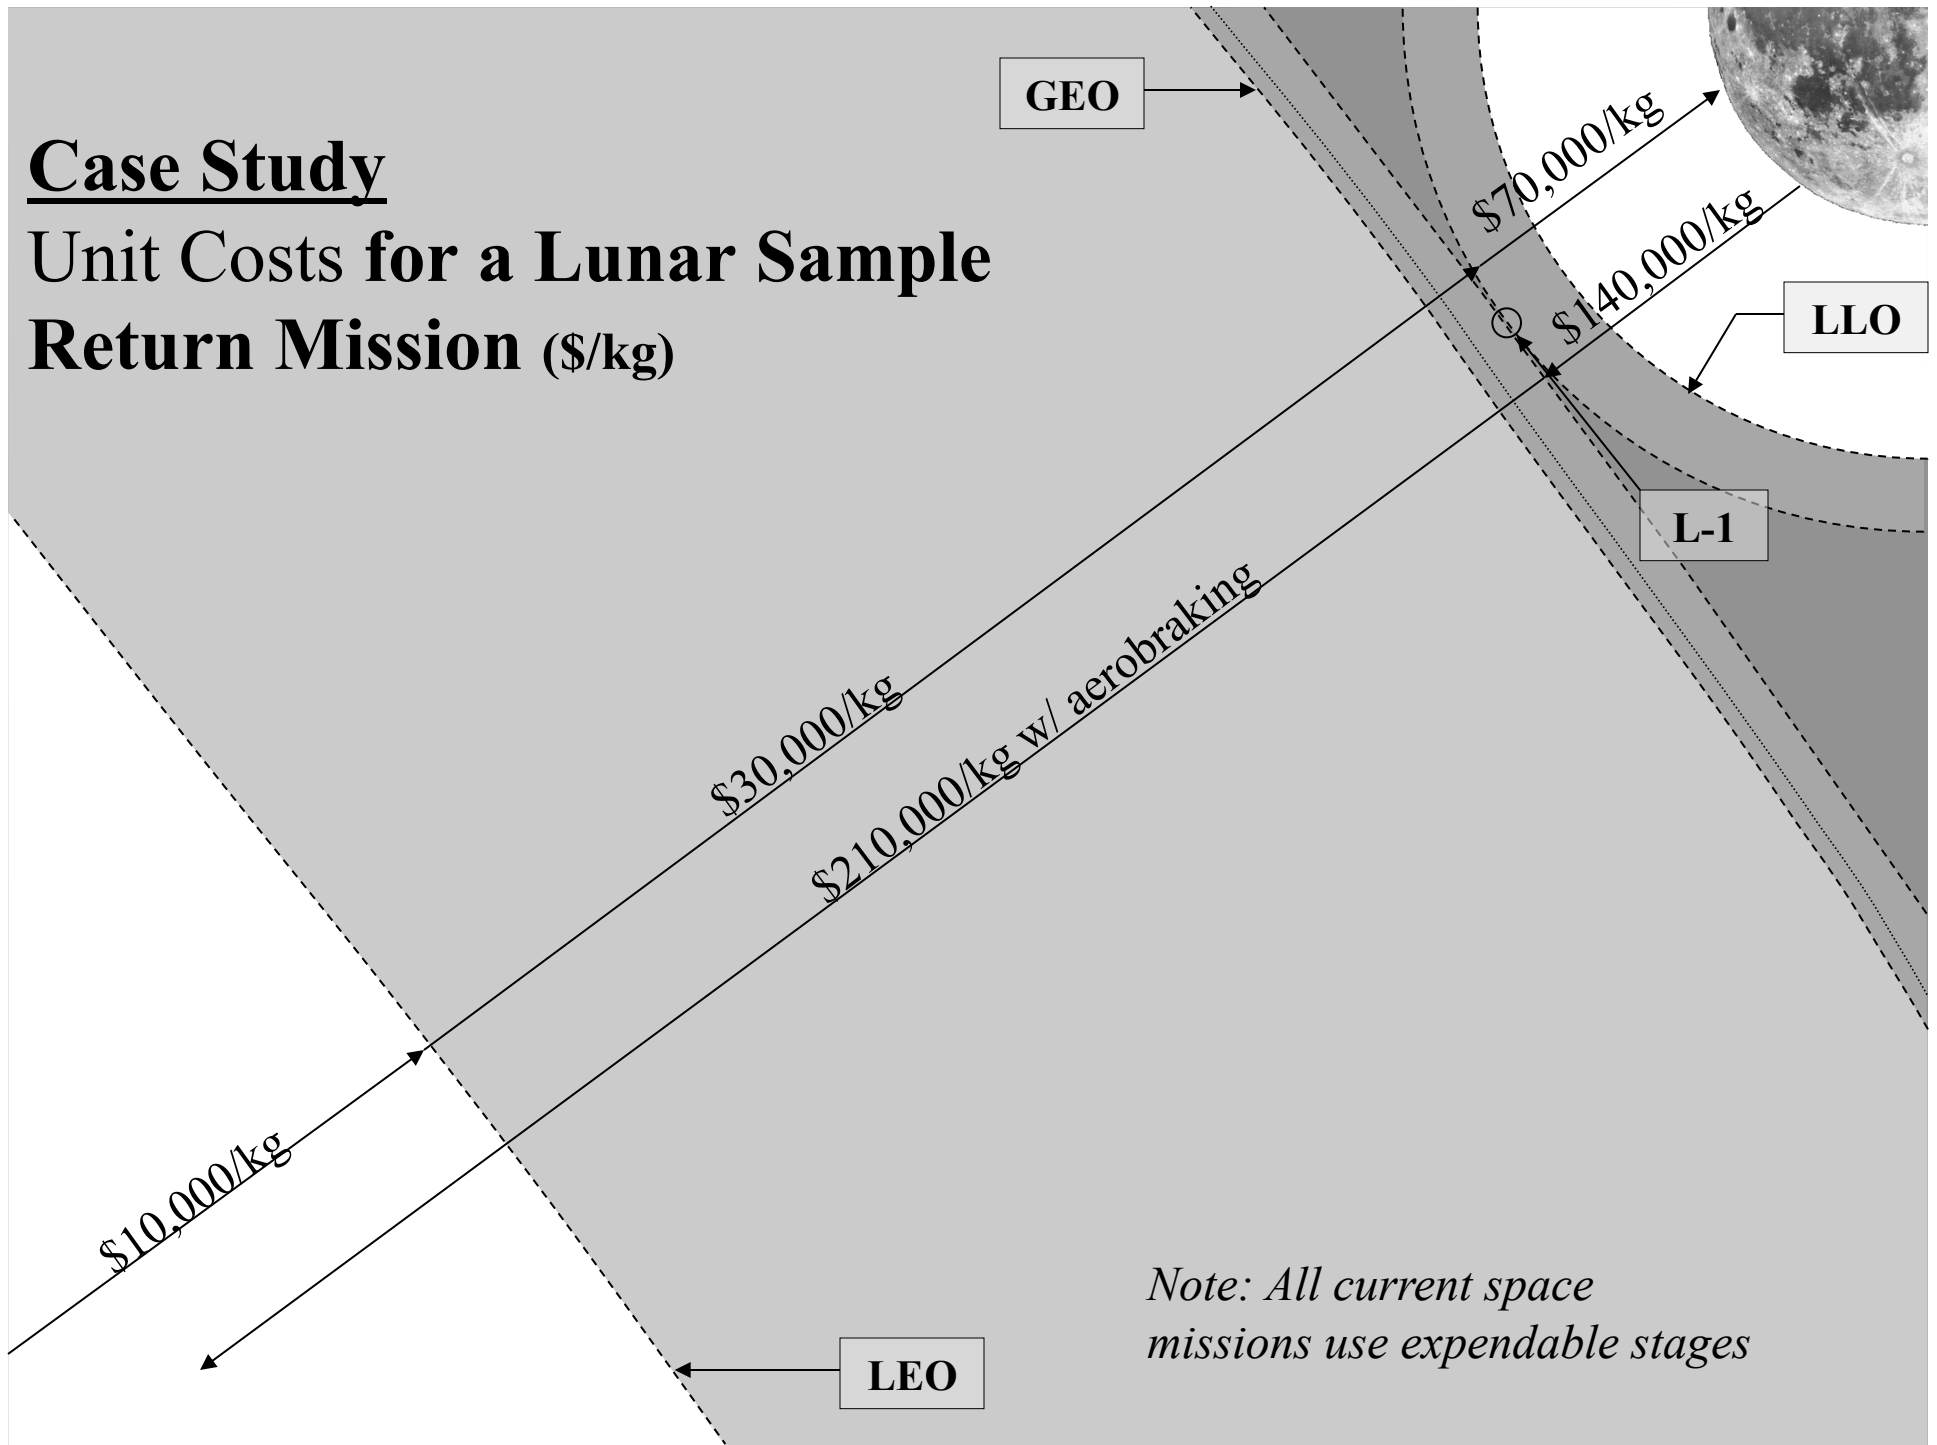 GEO
Case Study
Unit Costs for a Lunar Sample
Return Mission ($/kg)
$70,000/kg
$140,000/kg
LLO
L-1
$30,000/kg
$210,000/kg w/ aerobraking
$10,000/kg
Note: All current space
missions use expendable stages
LEO